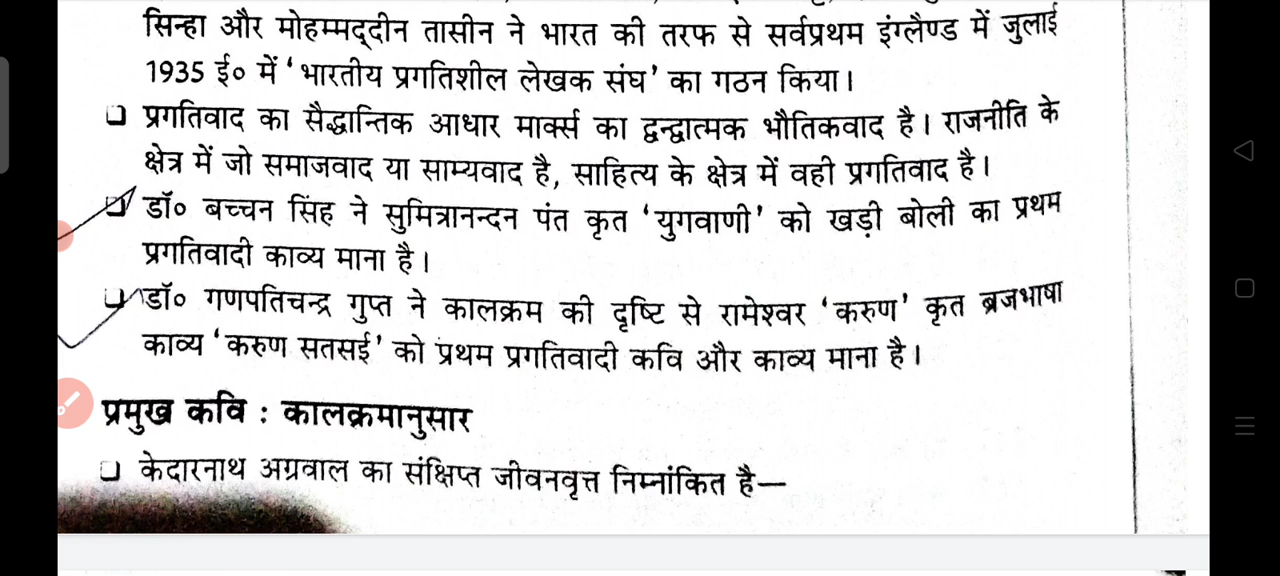 सिन्हा और मोहम्मद्दीन तासीन ने भारत की तरफ से सर्वप्रथम इंग्लैण्ड में जुलाई
1935 ई० में ‘भारतीय प्रगतिशील लेखक संघ’ का गठन किया।
❑ प्रगतिवाद का सैद्धान्तिक आधार मार्क्स का द्वन्द्वात्मक भौतिकवाद है। राजनीति के
क्षेत्र में जो समाजवाद या साम्यवाद है, साहित्य के क्षेत्र में वही प्रगतिवाद है।
❑ डॉ० बच्चन सिंह ने सुमित्रानन्दन पंत कृत ‘युगवाणी’ को खड़ी बोली का प्रथम
प्रगतिवादी काव्य माना है।
❑ डॉ० गणपतिचन्द्र गुप्त ने कालक्रम की दृष्टि से रामेश्वर ‘करुण’ कृत ब्रजभाषा
काव्य ‘करुण सतसई’ को प्रथम प्रगतिवादी कवि और काव्य माना है।
प्रमुख कवि : कालक्रमानुसार
❑ केदारनाथ अग्रवाल का संक्षिप्त जीवनवृत्त निम्नांकित है—